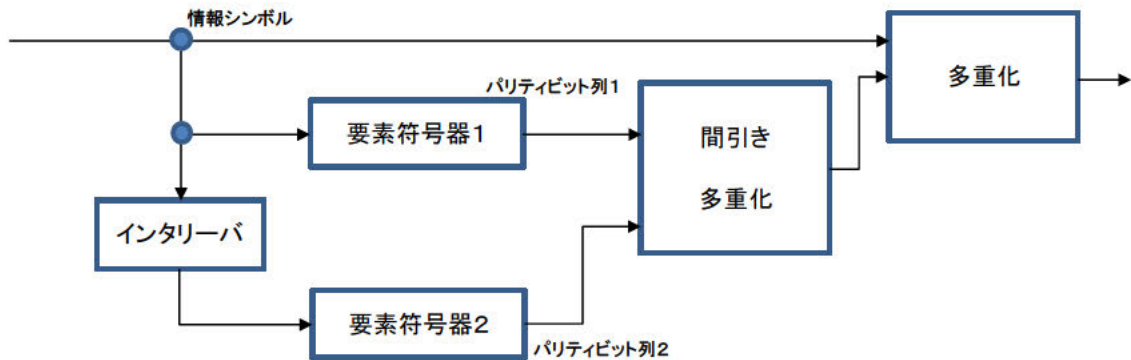 情報シンボル
多重化
パリティビット列1
要素符号器1
間引き
多重化
インタリーバ
要素符号器2
パリティビット列2